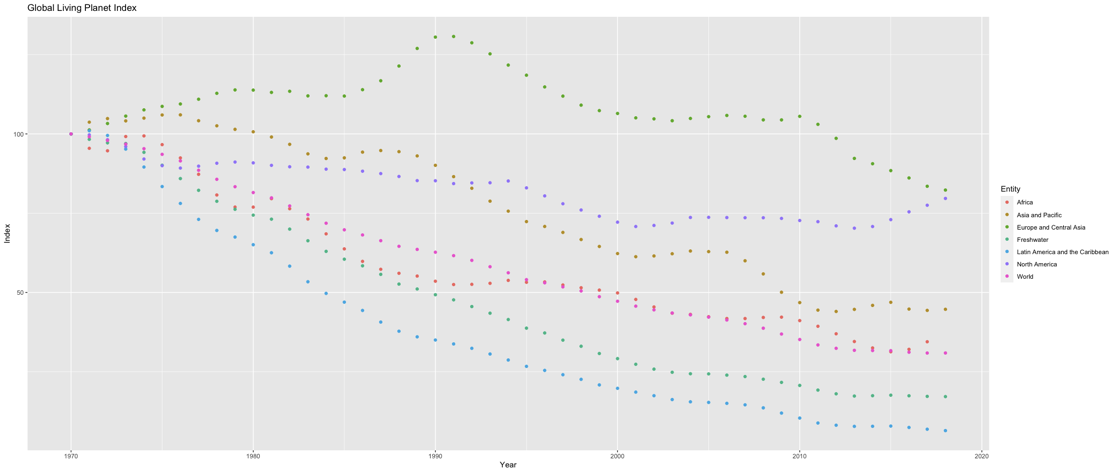 Global Living Planet Index
100
50
Index
1970
1980
1990
2000
2010
2020
Year
Entity
Africa
Asia and Pacific
Europe and Central Asia
Freshwater
Latin America and the Caribbean
North America
World